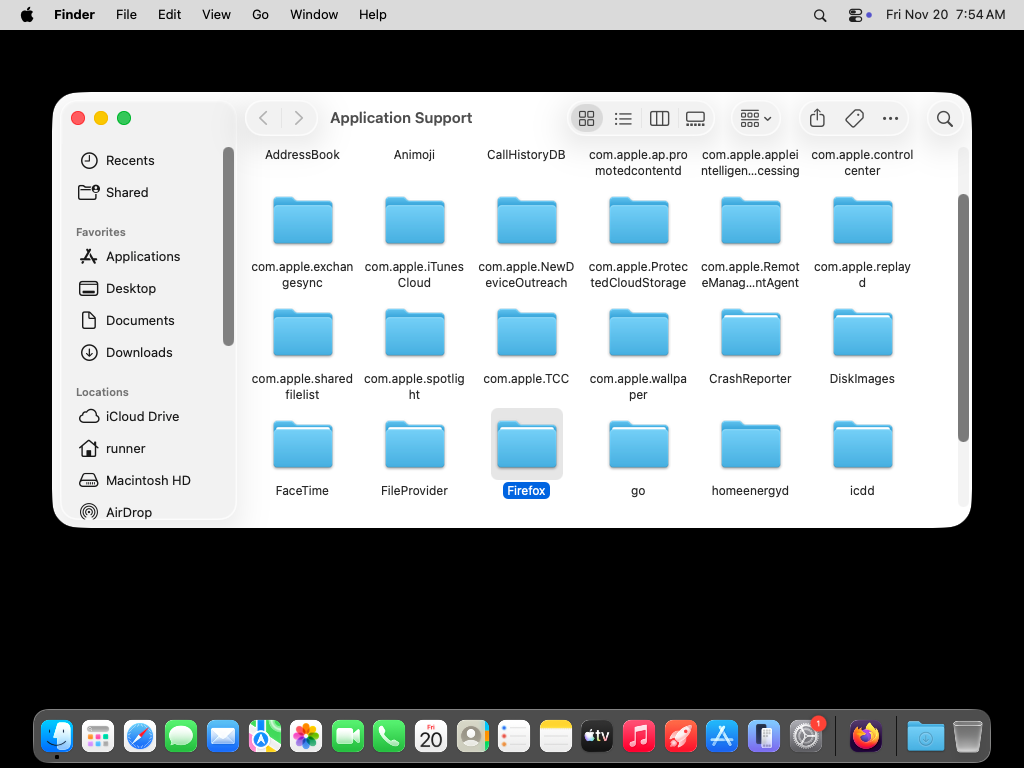 Finder File Edit View Go Window Help Fri Nov 20 7:54 AM
Application Support
Recents
Shared
Favorites
Applications
Desktop
Documents
Downloads
Locations
iCloud Drive
runner
Macintosh HD
AirDrop
AddressBook Animoji CallHistoryDB com.apple.ap.pro com.apple.applei com.apple.control
motedcontentd ntelligen...cessing center
com.apple.exchan com.apple.iTunes com.apple.NewD com.apple.Protec com.apple.Remot com.apple.replay
gesync Cloud eviceOutreach tedCloudStorage eManag...ntAgent d
com.apple.shared com.apple.spotlig com.apple.TCC com.apple.wallpa CrashReporter DiskImages
filelist ht per
FaceTime FileProvider Firefox go homeenergyd icdd
Fri
20
tv
1